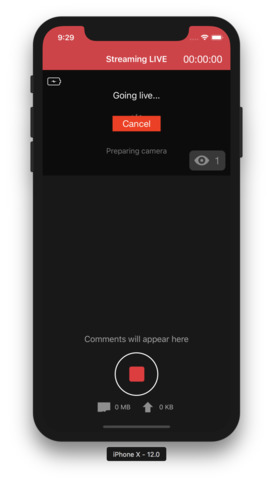 9:29
Streaming LIVE 00:00:00
Going live...
Cancel
Preparing camera
1
Comments will appear here
0 MB 0 KB
iPhone X - 12.0